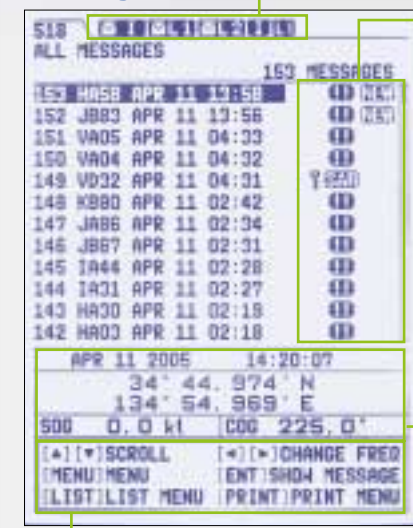 518
ALL MESSAGES
153 MESSAGES
153 HA58 APR 11 13:58
152 JB83 APR 11 13:56
151 VA05 APR 11 04:33
150 VA04 APR 11 04:32
149 VD32 APR 11 04:31
148 KB80 APR 11 02:42
147 JA86 APR 11 02:34
146 JB67 APR 11 02:31
145 IA44 APR 11 02:28
144 IA31 APR 11 02:27
143 HA30 APR 11 02:19
142 HA03 APR 11 02:18
APR 11 2005 14:20:07
34° 44. 974' N
134° 54. 969' E
SOG 0.0 kt COG 225.0°
[▲][▼]SCROLL [◄][►]CHANGE FREQ
[MENU]MENU [ENT]SHOW MESSAGE
[LIST]LIST MENU [PRINT]PRINT MENU